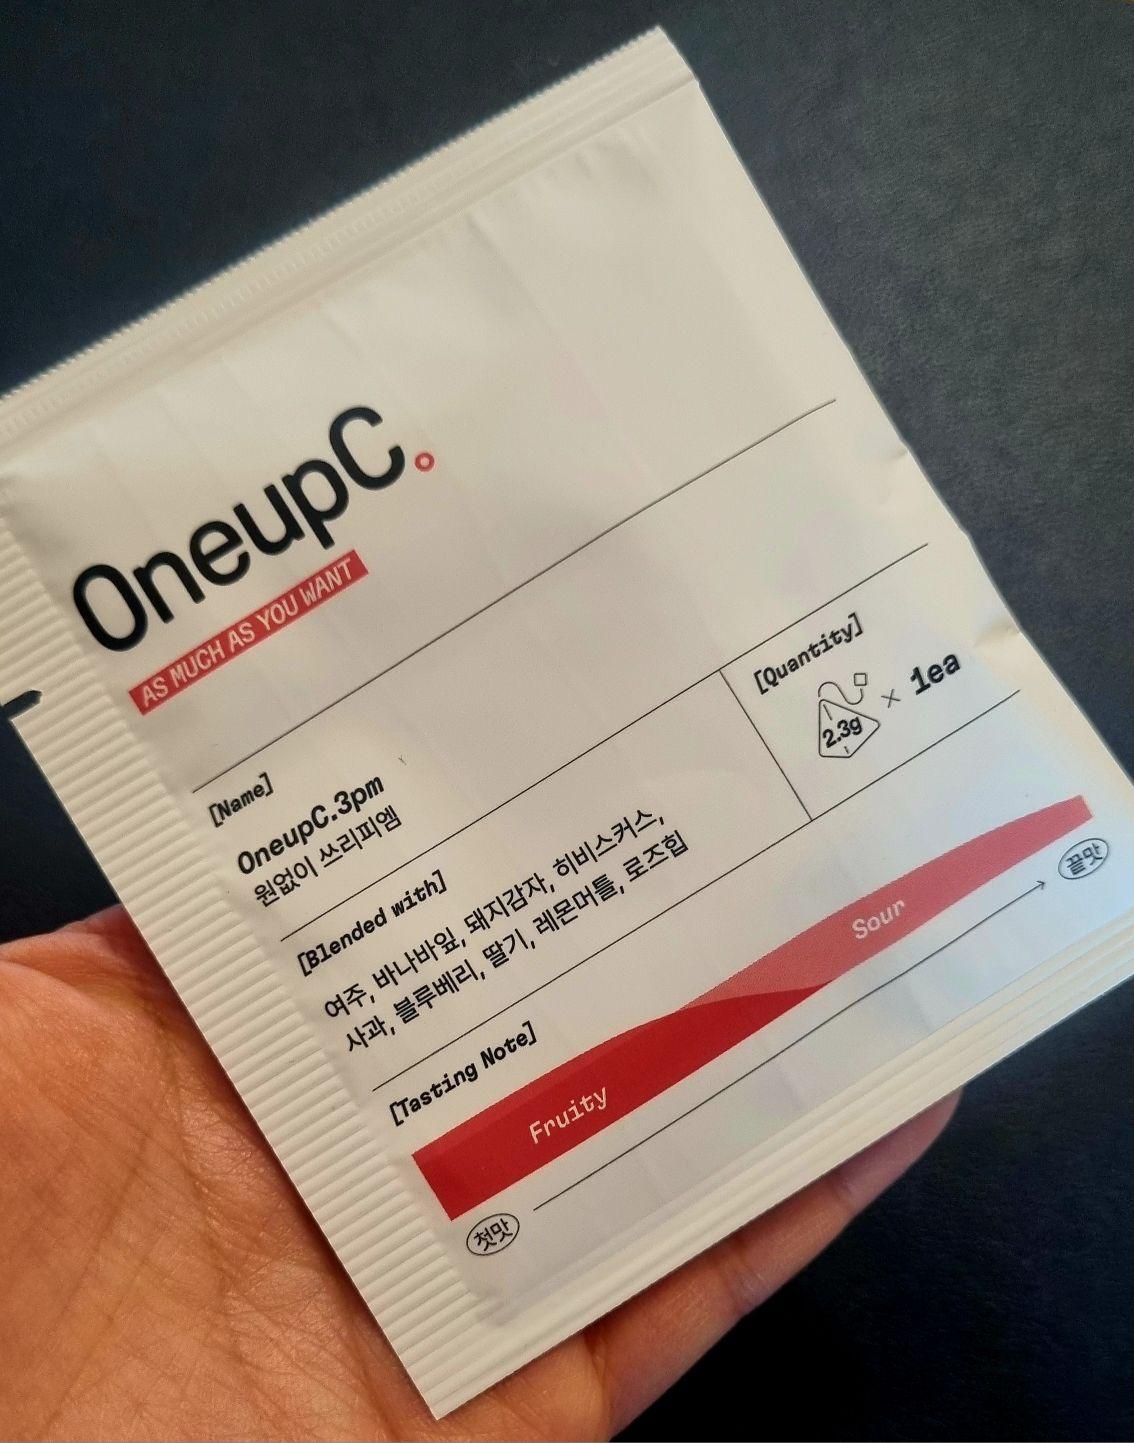 OneupC.
AS MUCH AS YOU WANT
[Name]
OneupC.3pm
원없이 쓰리피엠
[Quantity]
2.3g × 1ea
[Blended with]
여주, 바나바잎, 돼지감자, 히비스커스,
사과, 블루베리, 딸기, 레몬머틀, 로즈힙
[Tasting Note]
Fruity
Sour
첫맛
끝맛